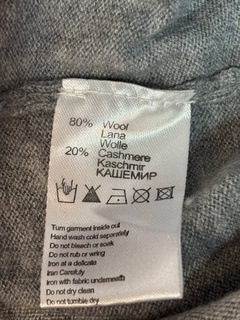 80% Wool
Lana
Wolle
20% Cashmere
Kaschmir
КАШЕМИР
Turn garment inside out
Hand wash cold separately
Do not bleach or soak
Do not rub or wring
Iron at a delicate
Iran Carefuly
Iron with fabric underneath
Do not dry clean
Do not tumble dry